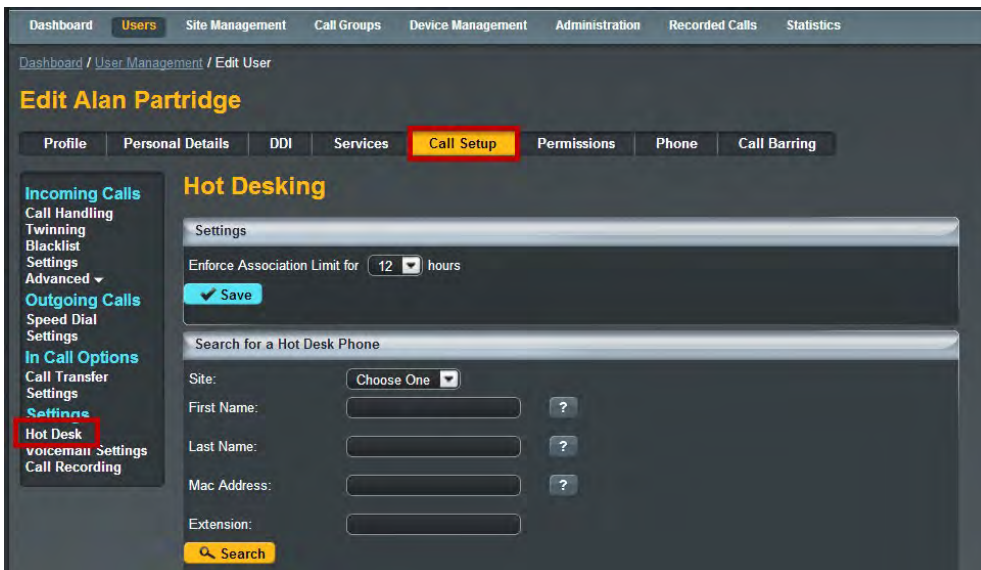 Dashboard Users Site Management Call Groups Device Management Administration Recorded Calls Statistics
Dashboard / User Management / Edit User
Edit Alan Partridge
Profile Personal Details DDI Services Call Setup Permissions Phone Call Barring
Incoming Calls
Call Handling
Twinning
Blacklist
Settings
Advanced
Outgoing Calls
Speed Dial
Settings
In Call Options
Call Transfer
Settings
Settings
Hot Desk
Voicemail Settings
Call Recording
Hot Desking
Settings
Enforce Association Limit for 12 hours
Save
Search for a Hot Desk Phone
Site: Choose One
First Name: ?
Last Name: ?
Mac Address: ?
Extension:
Search